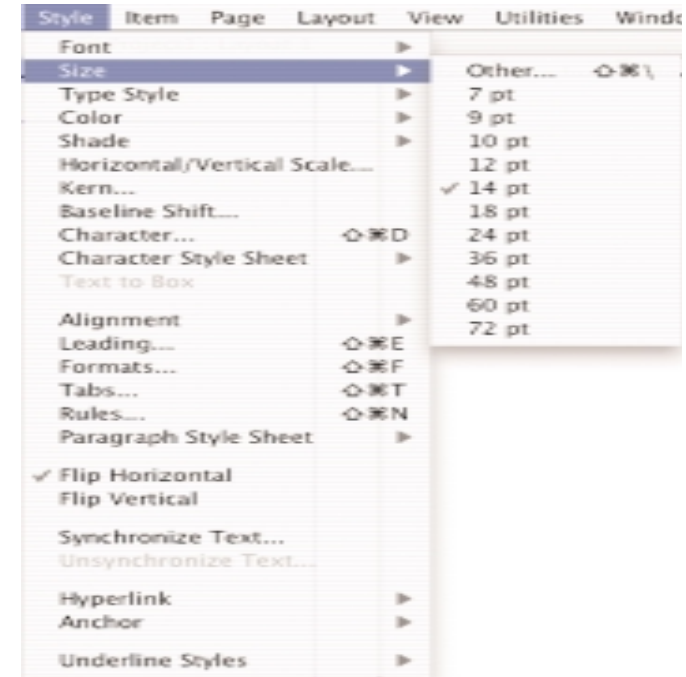 Style Item Page Layout View Utilities
Font
Size
Type Style
Color
Shade
Horizontal/Vertical Scale...
Kern...
Baseline Shift...
Character... ⇧⌘D
Character Style Sheet
Text to Box
Alignment
Leading... ⇧⌘E
Formats... ⇧⌘F
Tabs... ⇧⌘T
Rules... ⇧⌘N
Paragraph Style Sheet
✓ Flip Horizontal
Flip Vertical
Synchronize Text...
Unsynchronize Text...
Hyperlink
Anchor
Underline Styles
Other... ⇧⌘\
7 pt
9 pt
10 pt
12 pt
✓ 14 pt
18 pt
24 pt
36 pt
48 pt
60 pt
72 pt